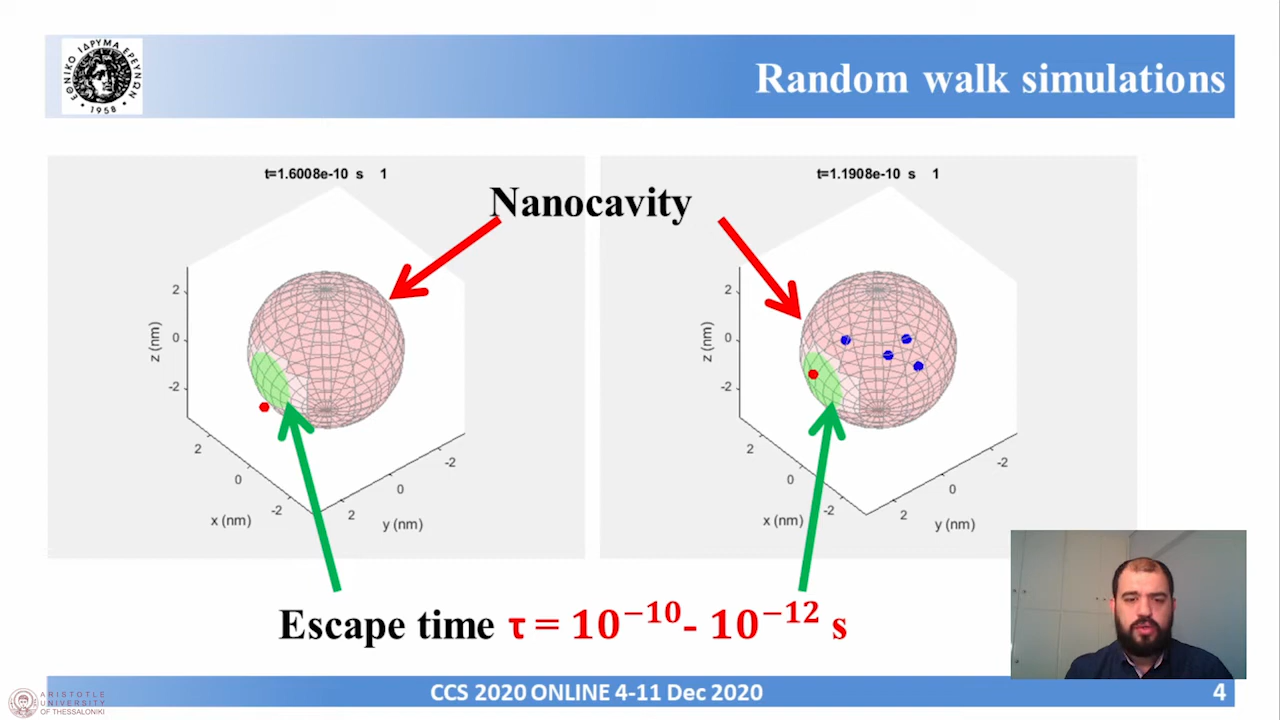 ΕΘΝΙΚΟ ΙΔΡΥΜΑ ΕΡΕΥΝΩΝ
• 1958 •
Random walk simulations
t=1.6008e-10 s 1
t=1.1908e-10 s 1
Nanocavity
2
0
-2
z (nm)
2
0
-2
x (nm)
2
0
-2
y (nm)
2
0
-2
z (nm)
2
0
-2
x (nm)
2
0
-2
y (nm)
Escape time τ = 10⁻¹⁰- 10⁻¹² s
CCS 2020 ONLINE 4-11 Dec 2020
4
ARISTOTLE
UNIVERSITY
OF THESSALONIKI